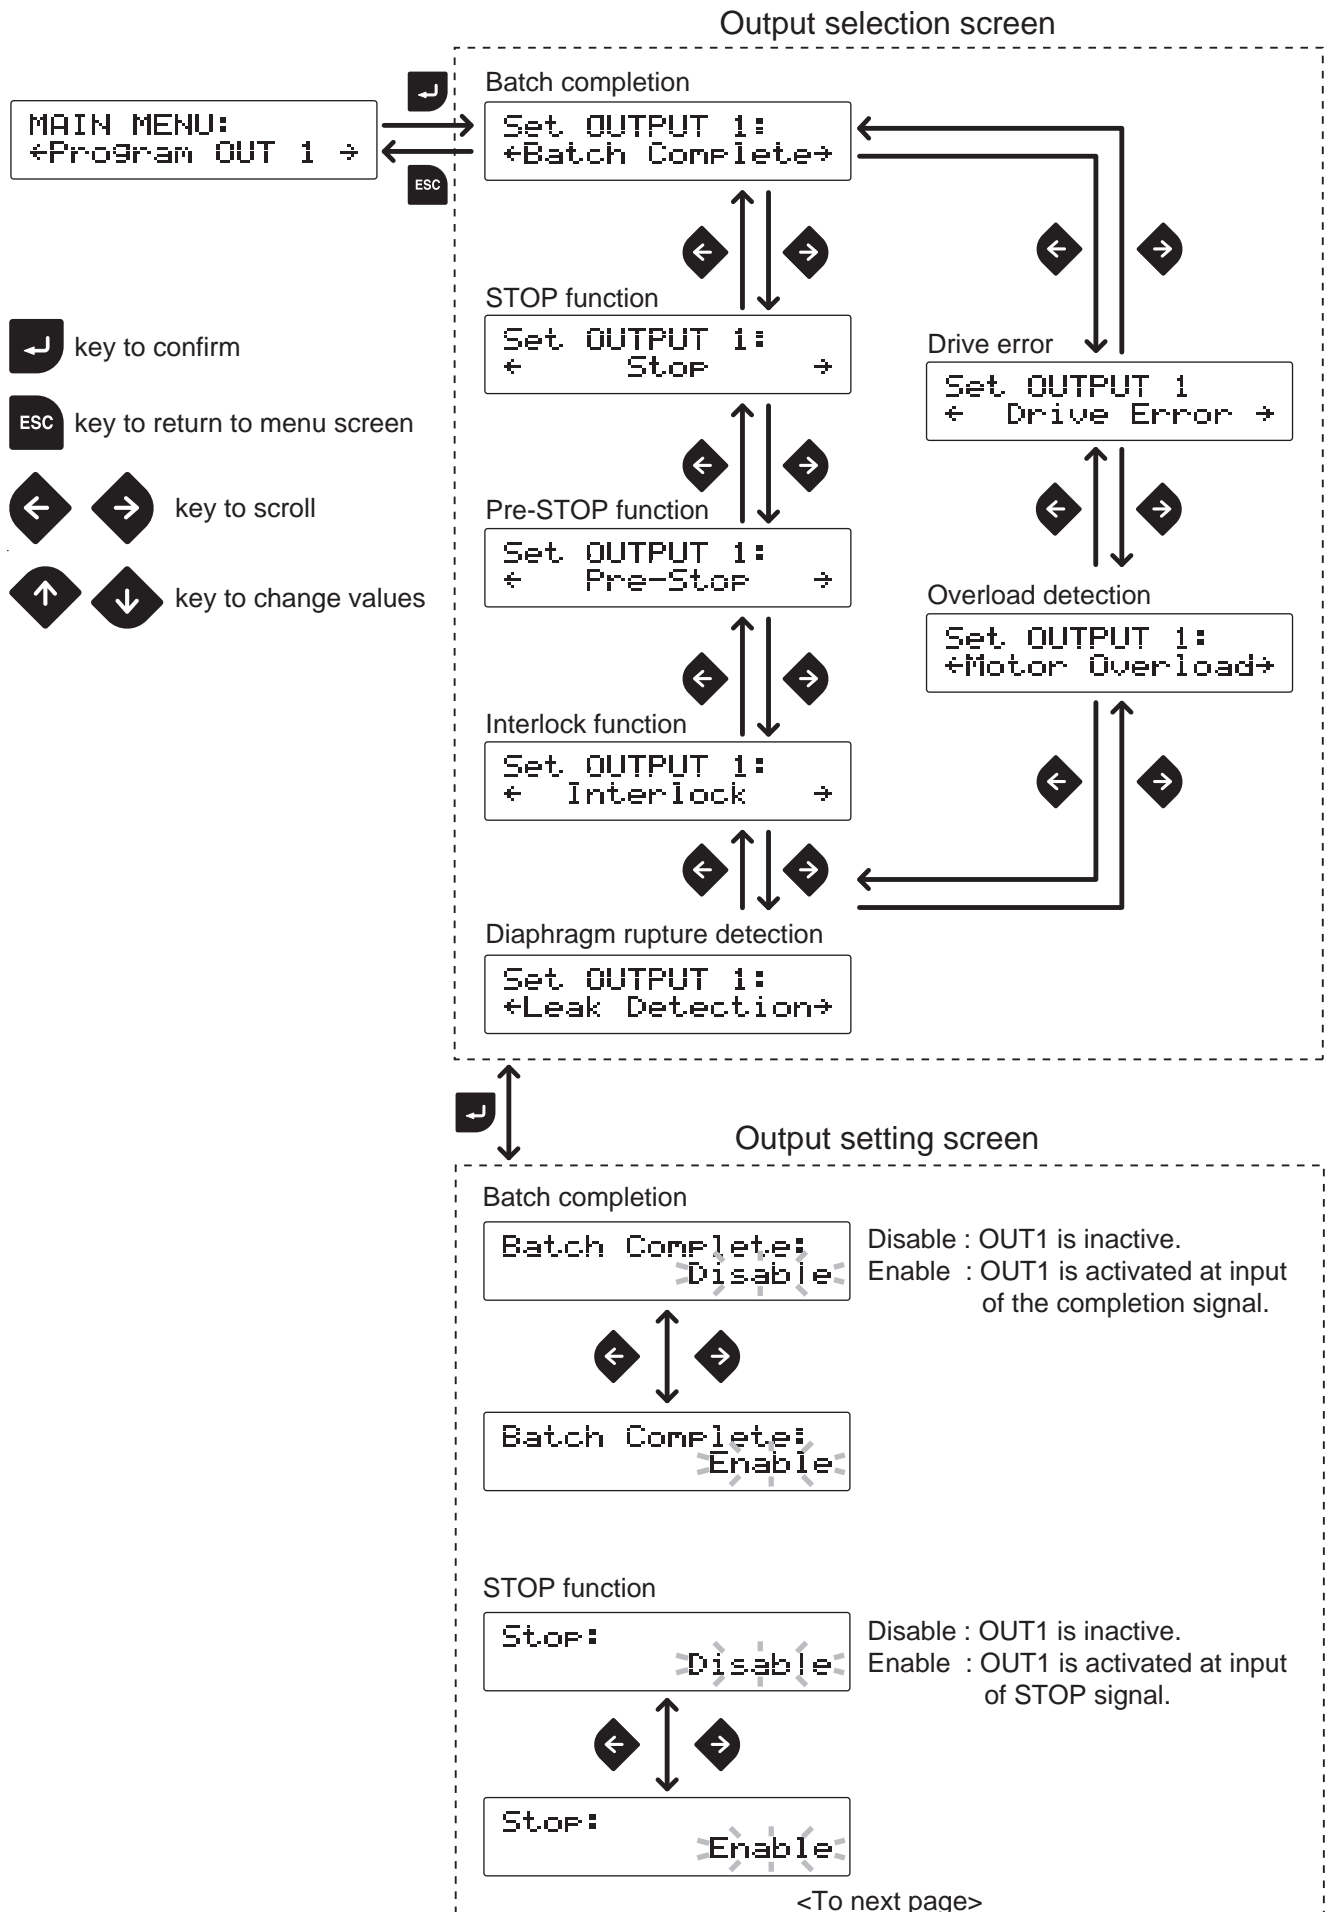 Output selection screen
Batch completion
MAIN MENU:
←Program OUT 1 →
Set OUTPUT 1:
←Batch Complete→
ESC
STOP function
Set OUTPUT 1:
← Stop →
key to confirm
ESC key to return to menu screen
key to scroll
key to change values
Drive error
Set OUTPUT 1
← Drive Error →
Pre-STOP function
Set OUTPUT 1:
← Pre-Stop →
Overload detection
Set OUTPUT 1:
←Motor Overload→
Interlock function
Set OUTPUT 1:
← Interlock →
Diaphragm rupture detection
Set OUTPUT 1:
←Leak Detection→
Output setting screen
Batch completion
Batch Complete:
Disable
Disable : OUT1 is inactive.
Enable : OUT1 is activated at input
of the completion signal.
Batch Complete:
Enable
STOP function
Stop:
Disable
Disable : OUT1 is inactive.
Enable : OUT1 is activated at input
of STOP signal.
Stop:
Enable
<To next page>